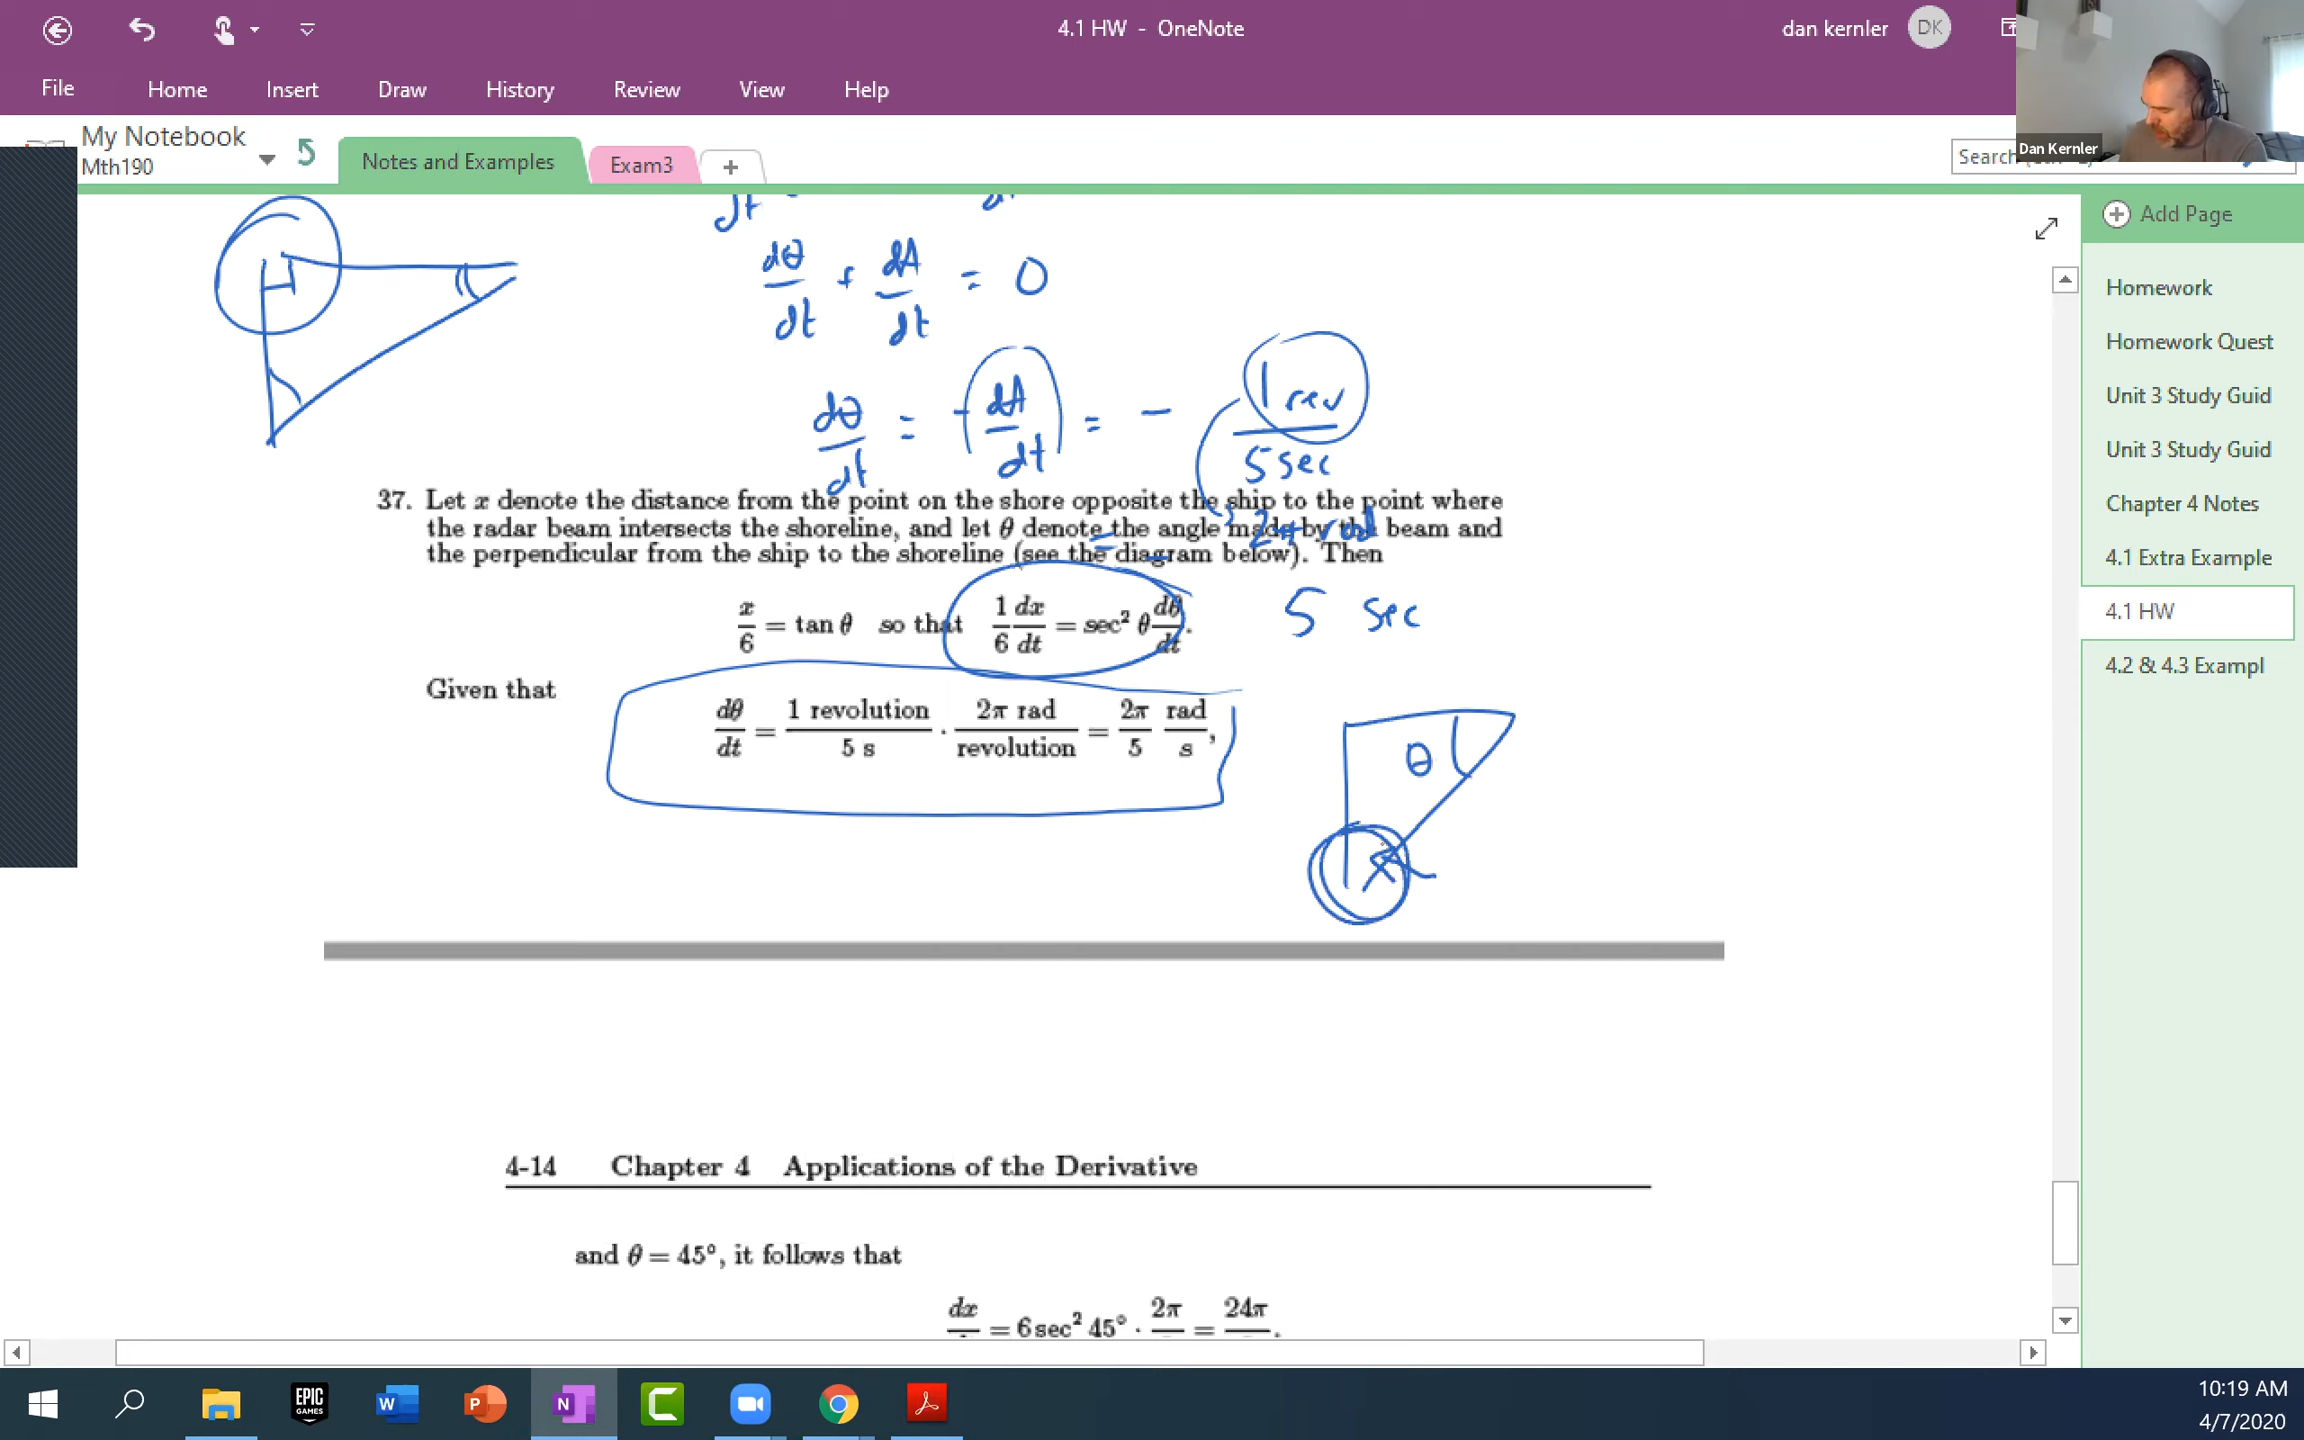 4.1 HW - OneNote
dan kernler DK
File Home Insert Draw History Review View Help
Dan Kernler
My Notebook
Mth190
Notes and Examples
Exam3
+
Search
Add Page
Homework
Homework Quest
Unit 3 Study Guid
Unit 3 Study Guid
Chapter 4 Notes
4.1 Extra Example
4.1 HW
4.2 & 4.3 Exampl
dθ/dt + dA/dt = 0
dθ/dt = -(dA/dt) = - 1 rev / 5 sec
37. Let x denote the distance from the point on the shore opposite the ship to the point where
the radar beam intersects the shoreline, and let θ denote the angle made by the beam and
the perpendicular from the ship to the shoreline (see the diagram below). Then
= - 2π rad / 5 sec
x/6 = tan θ so that 1/6 dx/dt = sec² θ dθ/dt.
Given that
dθ/dt = 1 revolution / 5 s · 2π rad / revolution = 2π/5 rad/s,
θ
4-14 Chapter 4 Applications of the Derivative
and θ = 45°, it follows that
dx = 6 sec² 45° · 2π = 24π .
EPIC GAMES
10:19 AM
4/7/2020